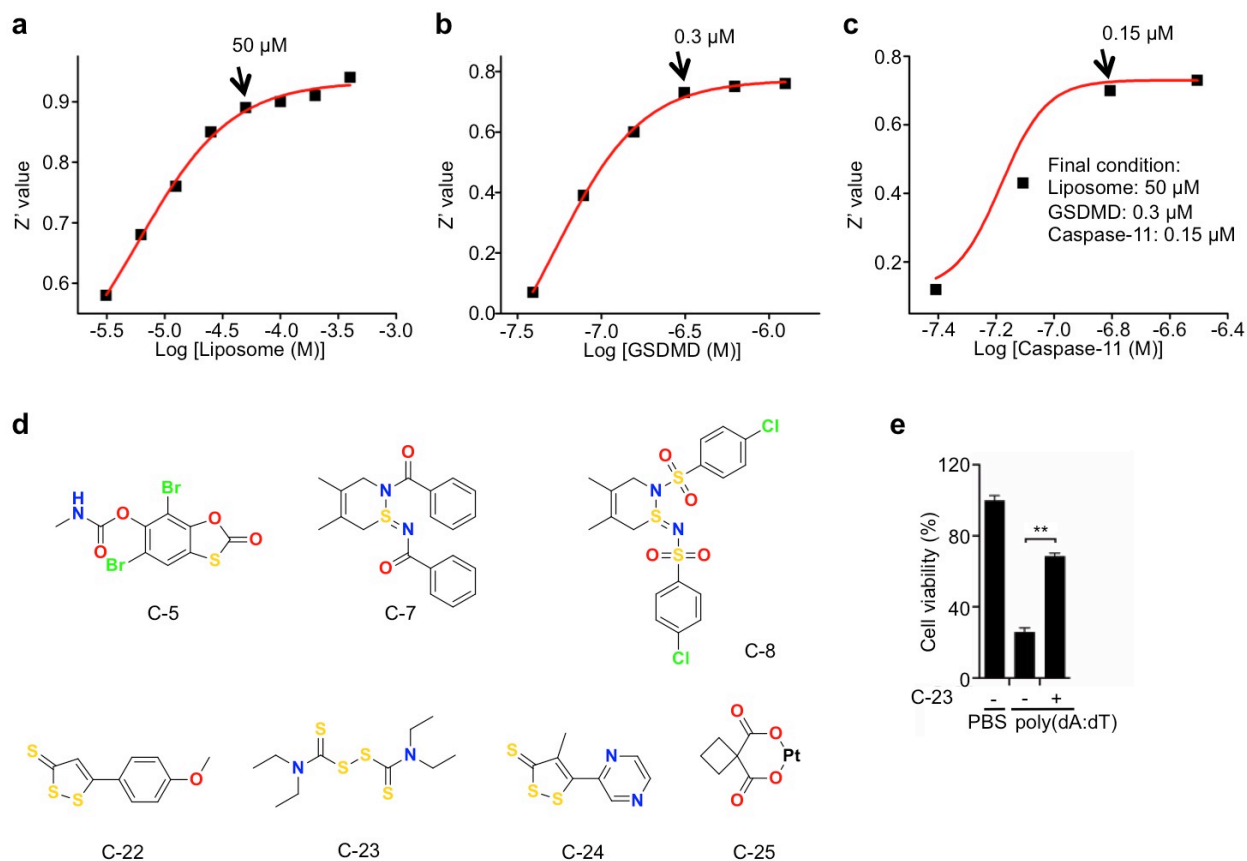 a
50 µM
0.9
0.8
0.7
0.6
Z' value
-5.5 -5.0 -4.5 -4.0 -3.5 -3.0
Log [Liposome (M)]
b
0.3 µM
0.8
0.6
0.4
0.2
0.0
Z' value
-7.5 -7.0 -6.5 -6.0
Log [GSDMD (M)]
c
0.15 µM
0.8
0.6
0.4
0.2
Z' value
Final condition:
Liposome: 50 µM
GSDMD: 0.3 µM
Caspase-11: 0.15 µM
-7.4 -7.2 -7.0 -6.8 -6.6 -6.4
Log [Caspase-11 (M)]
d
H
N
O
O
Br
Br
O
O
S
C-5
O
N
S
N
O
C-7
Cl
O
S
O
N
S
N
O S O
Cl
C-8
S
S
S
O
C-22
S
N
S
S
N
S
C-23
S
S
S
N
N
C-24
O
O
Pt
O
O
C-25
e
120
80
40
0
Cell viability (%)
**
C-23 - - +
PBS poly(dA:dT)